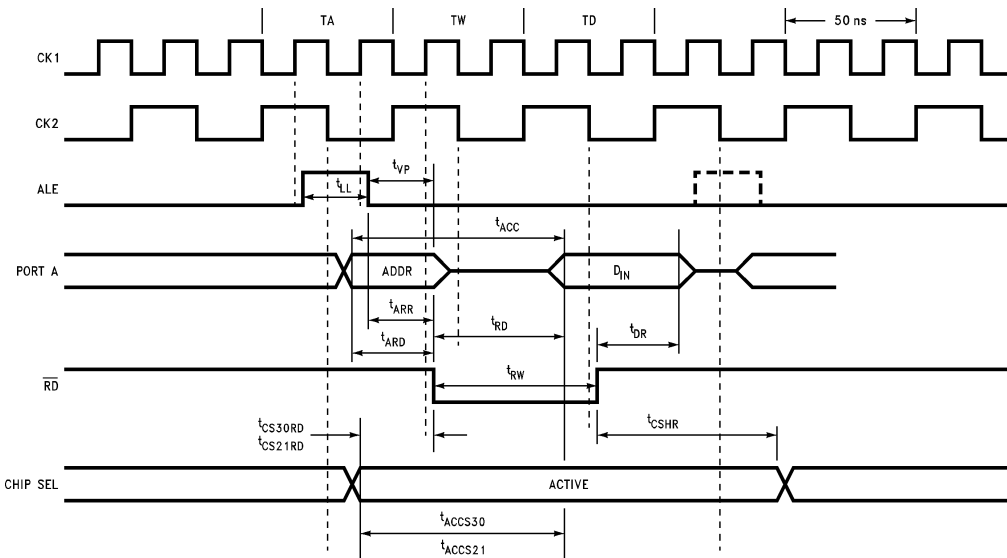 TA TW TD 50 ns
CK1
CK2
tVP
ALE
tLL
tACC
PORT A ADDR DIN
tARR
tRD
tDR
tARD
RD
tRW
tCS30RD
tCS21RD
tCSHR
CHIP SEL ACTIVE
tACCS30
tACCS21